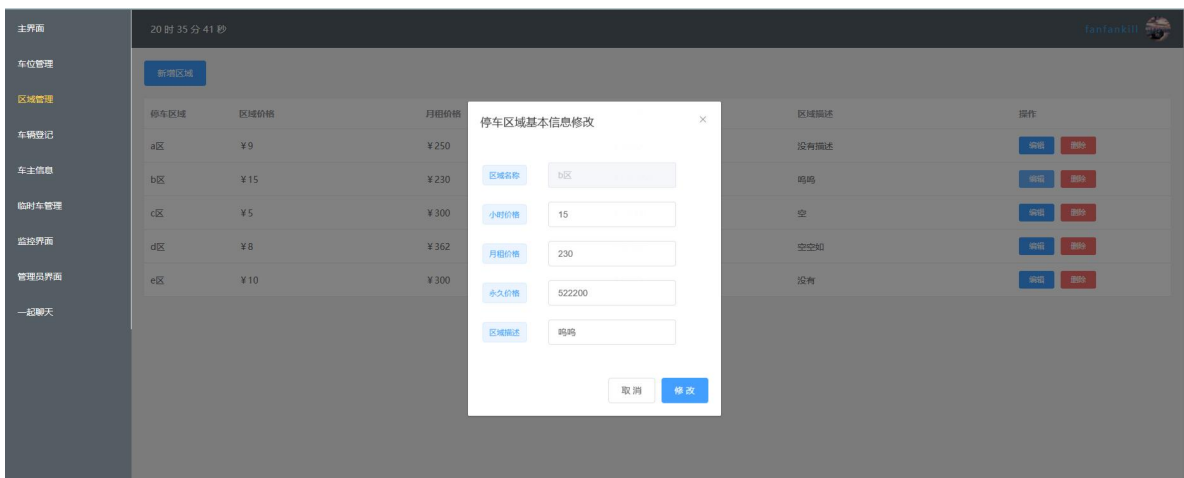 主界面
20 时 35 分 41 秒
fanfankill
车位管理
新增区域
区域管理
停车区域 区域价格 月租价格 区域描述 操作
停车区域基本信息修改 ×
车辆登记
a区 ¥9 ¥250 没有描述 编辑 删除
车主信息
b区 ¥15 ¥230 呜呜 编辑 删除
区域名称 b区
临时车管理
c区 ¥5 ¥300 空 编辑 删除
小时价格 15
监控界面
d区 ¥8 ¥362 空空如 编辑 删除
月租价格 230
管理员界面
e区 ¥10 ¥300 没有 编辑 删除
永久价格 522200
一起聊天
区域描述 呜呜
取消 修改